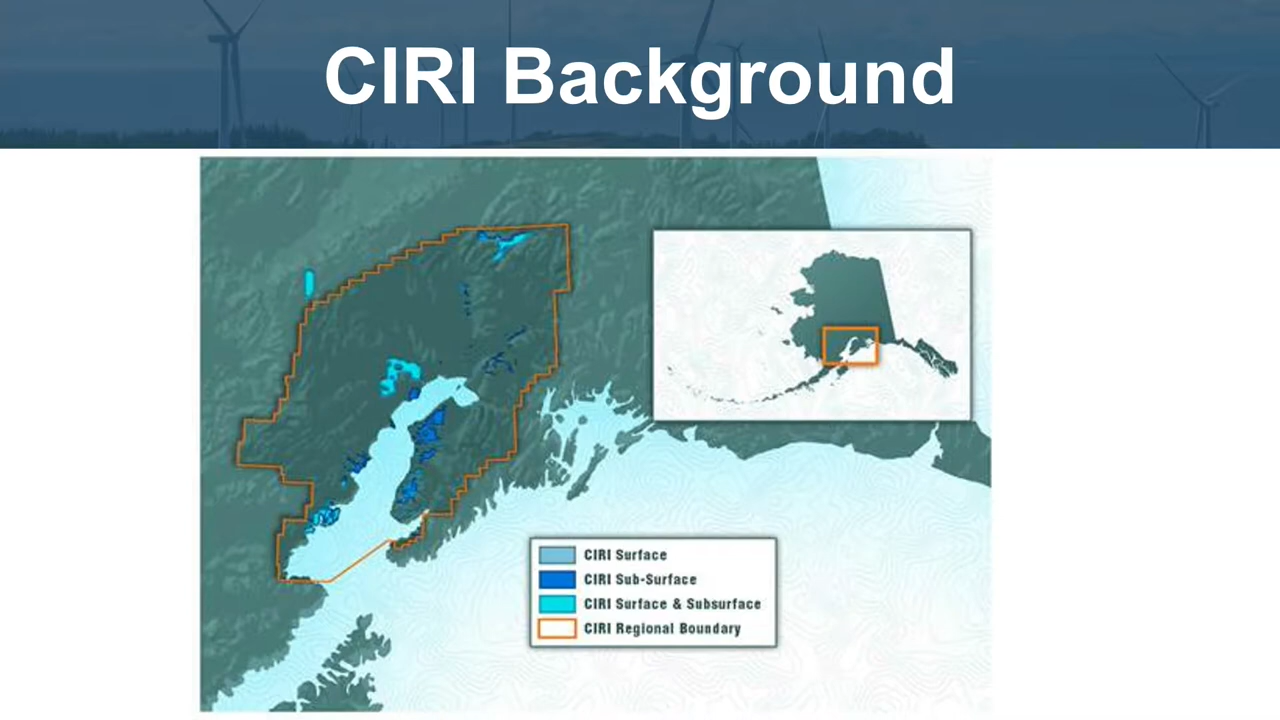 CIRI Background
CIRI Surface
CIRI Sub-Surface
CIRI Surface & Subsurface
CIRI Regional Boundary